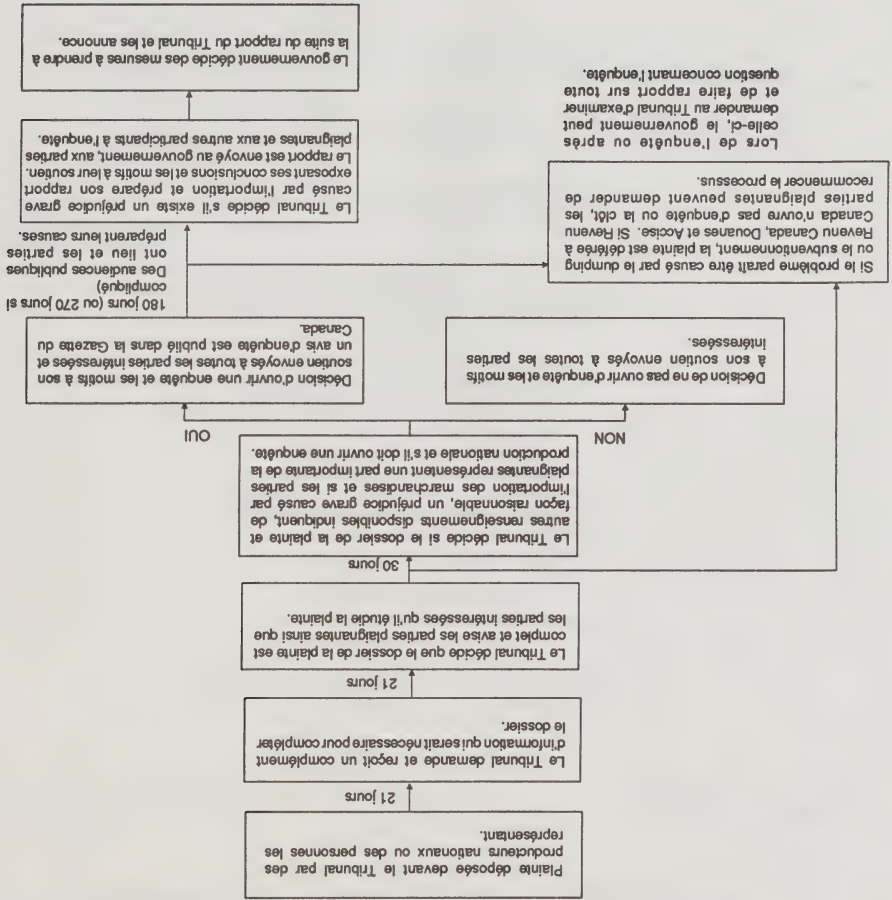 Plainte déposée devant le Tribunal par des
producteurs nationaux ou des personnes les
représentant.
21 jours
Le Tribunal demande et reçoit un complément
d'information qui serait nécessaire pour compléter
le dossier.
21 jours
Le Tribunal décide que le dossier de la plainte est
complet et avise les parties plaignantes ainsi que
les parties intéressées qu'il étudie la plainte.
30 jours
Le Tribunal décide si le dossier de la plainte et
autres renseignements disponibles indiquent, de
façon raisonnable, un préjudice grave causé par
l'importation des marchandises et si les parties
plaignantes représentent une part importante de la
production nationale et s'il doit ouvrir une enquête.
OUI
NON
Décision d'ouvrir une enquête et les motifs à son
soutien envoyés à toutes les parties intéressées et
un avis d'enquête est publié dans la Gazette du
Canada.
Décision de ne pas ouvrir d'enquête et les motifs
à son soutien envoyés à toutes les parties
intéressées.
180 jours (ou 270 jours si
compliqué)
Des audiences publiques
ont lieu et les parties
préparent leurs causes.
Si le problème paraît être causé par le dumping
ou le subventionnement, la plainte est déférée à
Revenu Canada, Douanes et Accise. Si Revenu
Canada n'ouvre pas d'enquête ou la clôt, les
parties plaignantes peuvent demander de
recommencer le processus.
Le Tribunal décide s'il existe un préjudice grave
causé par l'importation et prépare son rapport
exposant ses conclusions et les motifs à leur soutien.
Le rapport est envoyé au gouvernement, aux parties
plaignantes et aux autres participants à l'enquête.
Lors de l'enquête ou après
celle-ci, le gouvernement peut
demander au Tribunal d'examiner
et de faire rapport sur toute
question concernant l'enquête.
Le gouvernement décide des mesures à prendre à
la suite du rapport du Tribunal et les annonce.